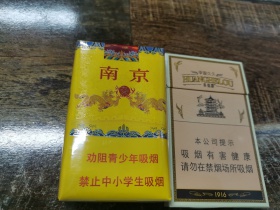 南京
劝阻青少年吸烟
禁止中小学生吸烟
HUANGHELOU
本公司提示
吸烟有害健康
请勿在禁烟场所吸烟
1916